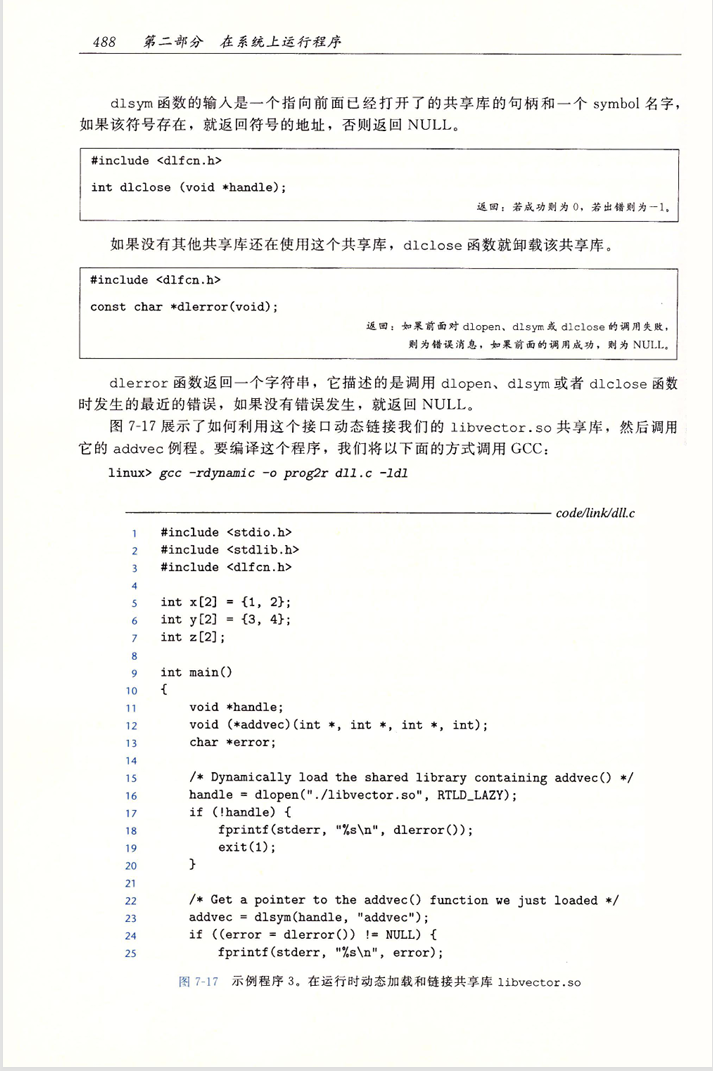 488 第二部分 在系统上运行程序
dlsym 函数的输入是一个指向前面已经打开了的共享库的句柄和一个 symbol 名字，
如果该符号存在，就返回符号的地址，否则返回 NULL。
#include <dlfcn.h>
int dlclose (void *handle);
返回：若成功则为 0，若出错则为－1。
如果没有其他共享库还在使用这个共享库，dlclose 函数就卸载该共享库。
#include <dlfcn.h>
const char *dlerror(void);
返回：如果前面对 dlopen、dlsym 或 dlclose 的调用失败，
则为错误消息，如果前面的调用成功，则为 NULL。
dlerror 函数返回一个字符串，它描述的是调用 dlopen、dlsym 或者 dlclose 函数
时发生的最近的错误，如果没有错误发生，就返回 NULL。
图 7-17 展示了如何利用这个接口动态链接我们的 libvector.so 共享库，然后调用
它的 addvec 例程。要编译这个程序，我们将以下面的方式调用 GCC：
linux> gcc -rdynamic -o prog2r dll.c -ldl
code/link/dll.c
1 #include <stdio.h>
2 #include <stdlib.h>
3 #include <dlfcn.h>
4
5 int x[2] = {1, 2};
6 int y[2] = {3, 4};
7 int z[2];
8
9 int main()
10 {
11 void *handle;
12 void (*addvec)(int *, int *, int *, int);
13 char *error;
14
15 /* Dynamically load the shared library containing addvec() */
16 handle = dlopen("./libvector.so", RTLD_LAZY);
17 if (!handle) {
18 fprintf(stderr, "%s\n", dlerror());
19 exit(1);
20 }
21
22 /* Get a pointer to the addvec() function we just loaded */
23 addvec = dlsym(handle, "addvec");
24 if ((error = dlerror()) != NULL) {
25 fprintf(stderr, "%s\n", error);
图 7-17 示例程序 3。在运行时动态加载和链接共享库 libvector.so